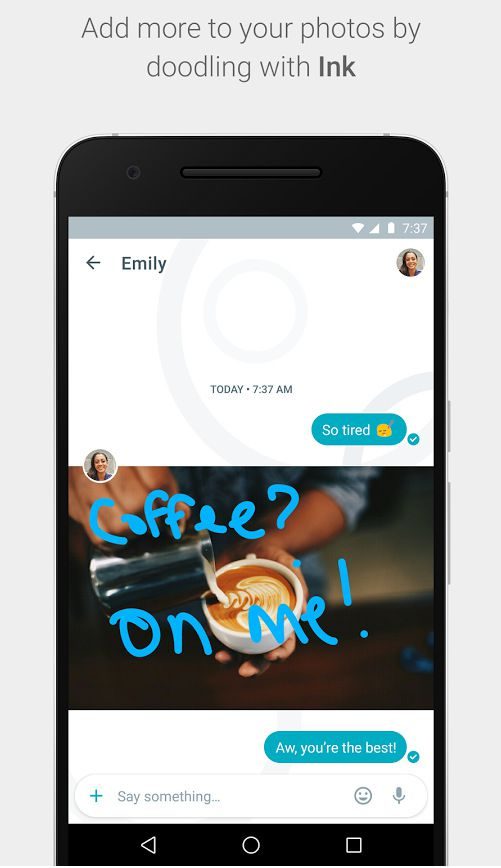 Add more to your photos by
doodling with Ink
7:37
Emily
TODAY • 7:37 AM
So tired 😴
Coffee?
On me!
Aw, you're the best!
Say something...